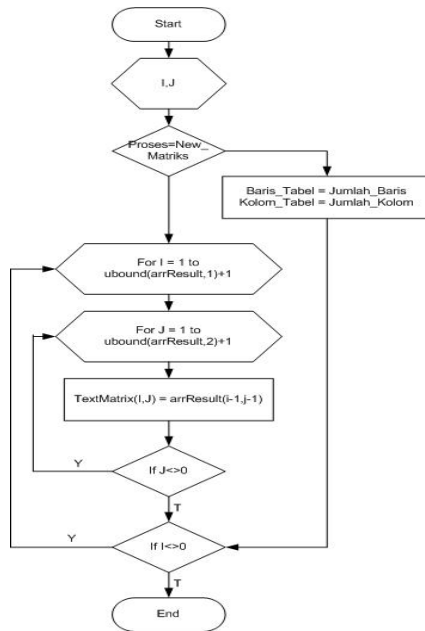 Start
I,J
Proses=New_
Matriks
Baris_Tabel = Jumlah_Baris
Kolom_Tabel = Jumlah_Kolom
For I = 1 to
ubound(arrResult,1)+1
For J = 1 to
ubound(arrResult,2)+1
TextMatrix(I,J) = arrResult(i-1,j-1)
Y
If J<>0
T
Y
If I<>0
T
End